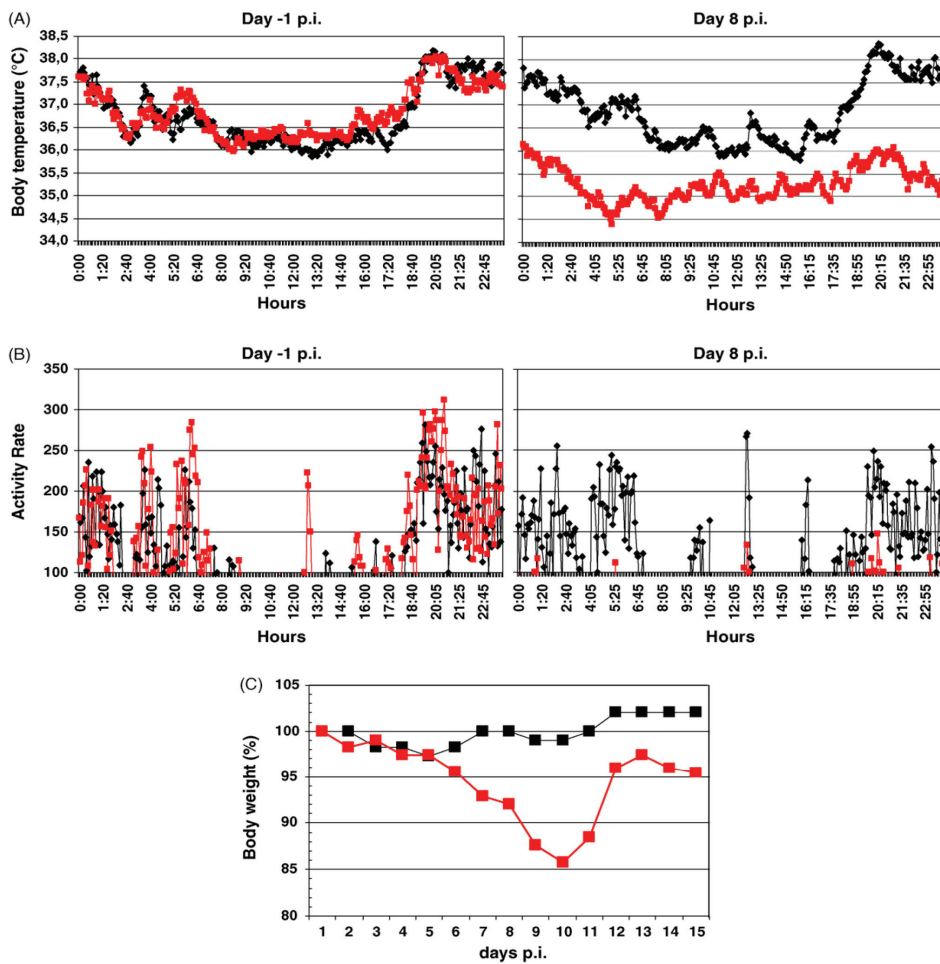 (A)
Day -1 p.i.
Day 8 p.i.
Body temperature (°C)
38,5
38,0
37,5
37,0
36,5
36,0
35,5
35,0
34,5
34,0
0:00 1:20 2:40 4:00 5:20 6:40 8:00 9:20 10:40 12:00 13:20 14:40 16:00 17:20 18:40 20:05 21:25 22:45
0:00 1:20 2:40 4:05 5:25 6:45 8:05 9:25 10:45 12:05 13:25 14:50 16:15 17:35 18:55 20:15 21:35 22:55
Hours
Hours
(B)
Day -1 p.i.
Day 8 p.i.
Activity Rate
350
300
250
200
150
100
0:00 1:20 2:40 4:00 5:20 6:40 8:00 9:20 10:40 12:00 13:20 14:40 16:00 17:20 18:40 20:05 21:25 22:45
0:00 1:20 2:40 4:05 5:25 6:45 8:05 9:25 10:45 12:05 13:25 14:50 16:15 17:35 18:55 20:15 21:35 22:55
Hours
Hours
(C)
Body weight (%)
105
100
95
90
85
80
1 2 3 4 5 6 7 8 9 10 11 12 13 14 15
days p.i.